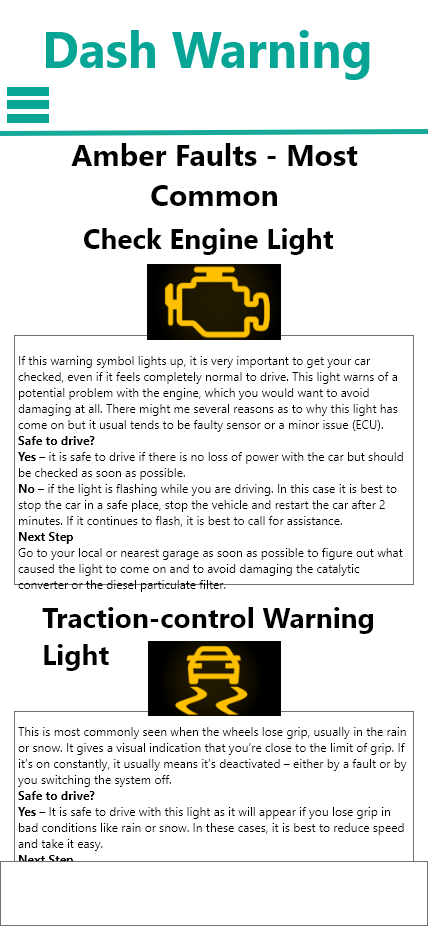 Dash Warning
Amber Faults - Most
Common
Check Engine Light
If this warning symbol lights up, it is very important to get your car
checked, even if it feels completely normal to drive. This light warns of a
potential problem with the engine, which you would want to avoid
damaging at all. There might me several reasons as to why this light has
come on but it usual tends to be faulty sensor or a minor issue (ECU).
Safe to drive?
Yes – it is safe to drive if there is no loss of power with the car but should
be checked as soon as possible.
No – if the light is flashing while you are driving. In this case it is best to
stop the car in a safe place, stop the vehicle and restart the car after 2
minutes. If it continues to flash, it is best to call for assistance.
Next Step
Go to your local or nearest garage as soon as possible to figure out what
caused the light to come on and to avoid damaging the catalytic
converter or the diesel particulate filter.
Traction-control Warning
Light
This is most commonly seen when the wheels lose grip, usually in the rain
or snow. It gives a visual indication that you’re close to the limit of grip. If
it’s on constantly, it usually means it’s deactivated – either by a fault or by
you switching the system off.
Safe to drive?
Yes – It is safe to drive with this light as it will appear if you lose grip in
bad conditions like rain or snow. In these cases, it is best to reduce speed
and take it easy.
Next Step